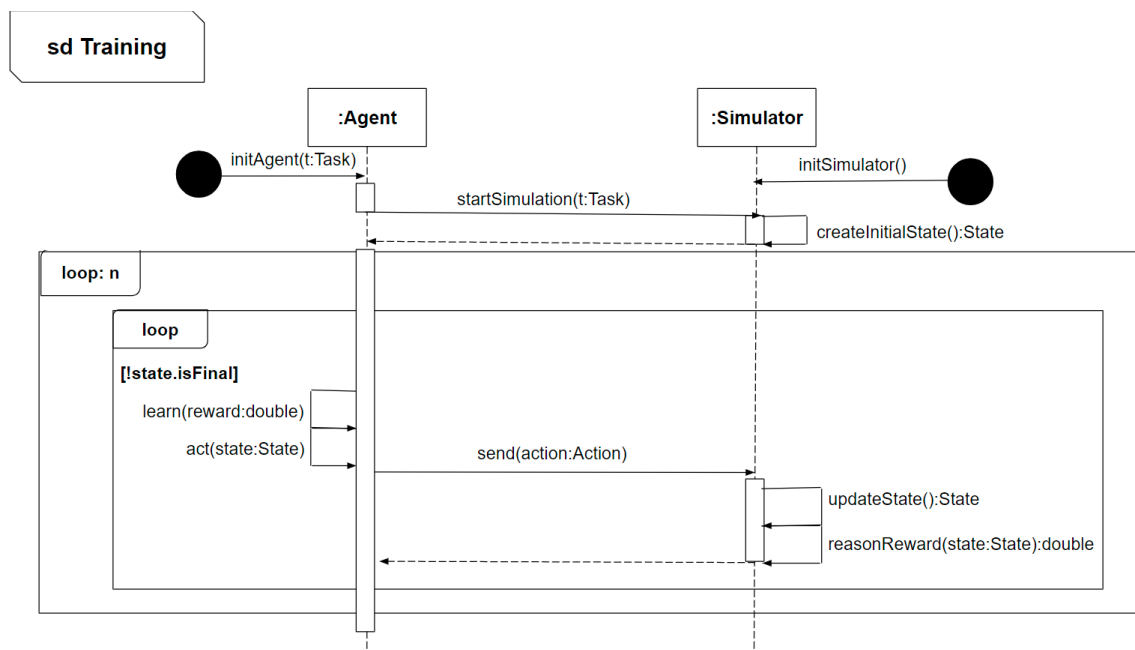 sd Training
:Agent
:Simulator
initAgent(t:Task)
initSimulator()
startSimulation(t:Task)
createInitialState():State
loop: n
loop
[!state.isFinal]
learn(reward:double)
act(state:State)
send(action:Action)
updateState():State
reasonReward(state:State):double